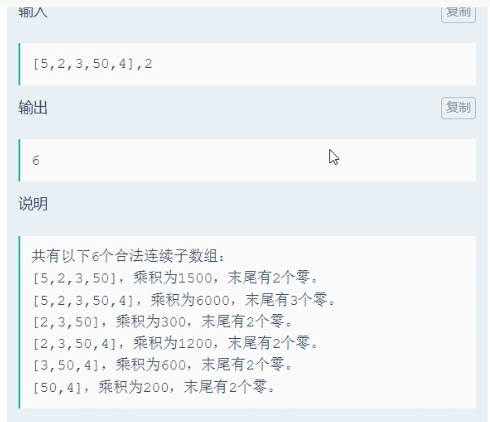 输入
复制
[5,2,3,50,4],2
输出
复制
6
说明
共有以下6个合法连续子数组：
[5,2,3,50]，乘积为1500，末尾有2个零。
[5,2,3,50,4]，乘积为6000，末尾有3个零。
[2,3,50]，乘积为300，末尾有2个零。
[2,3,50,4]，乘积为1200，末尾有2个零。
[3,50,4]，乘积为600，末尾有2个零。
[50,4]，乘积为200，末尾有2个零。